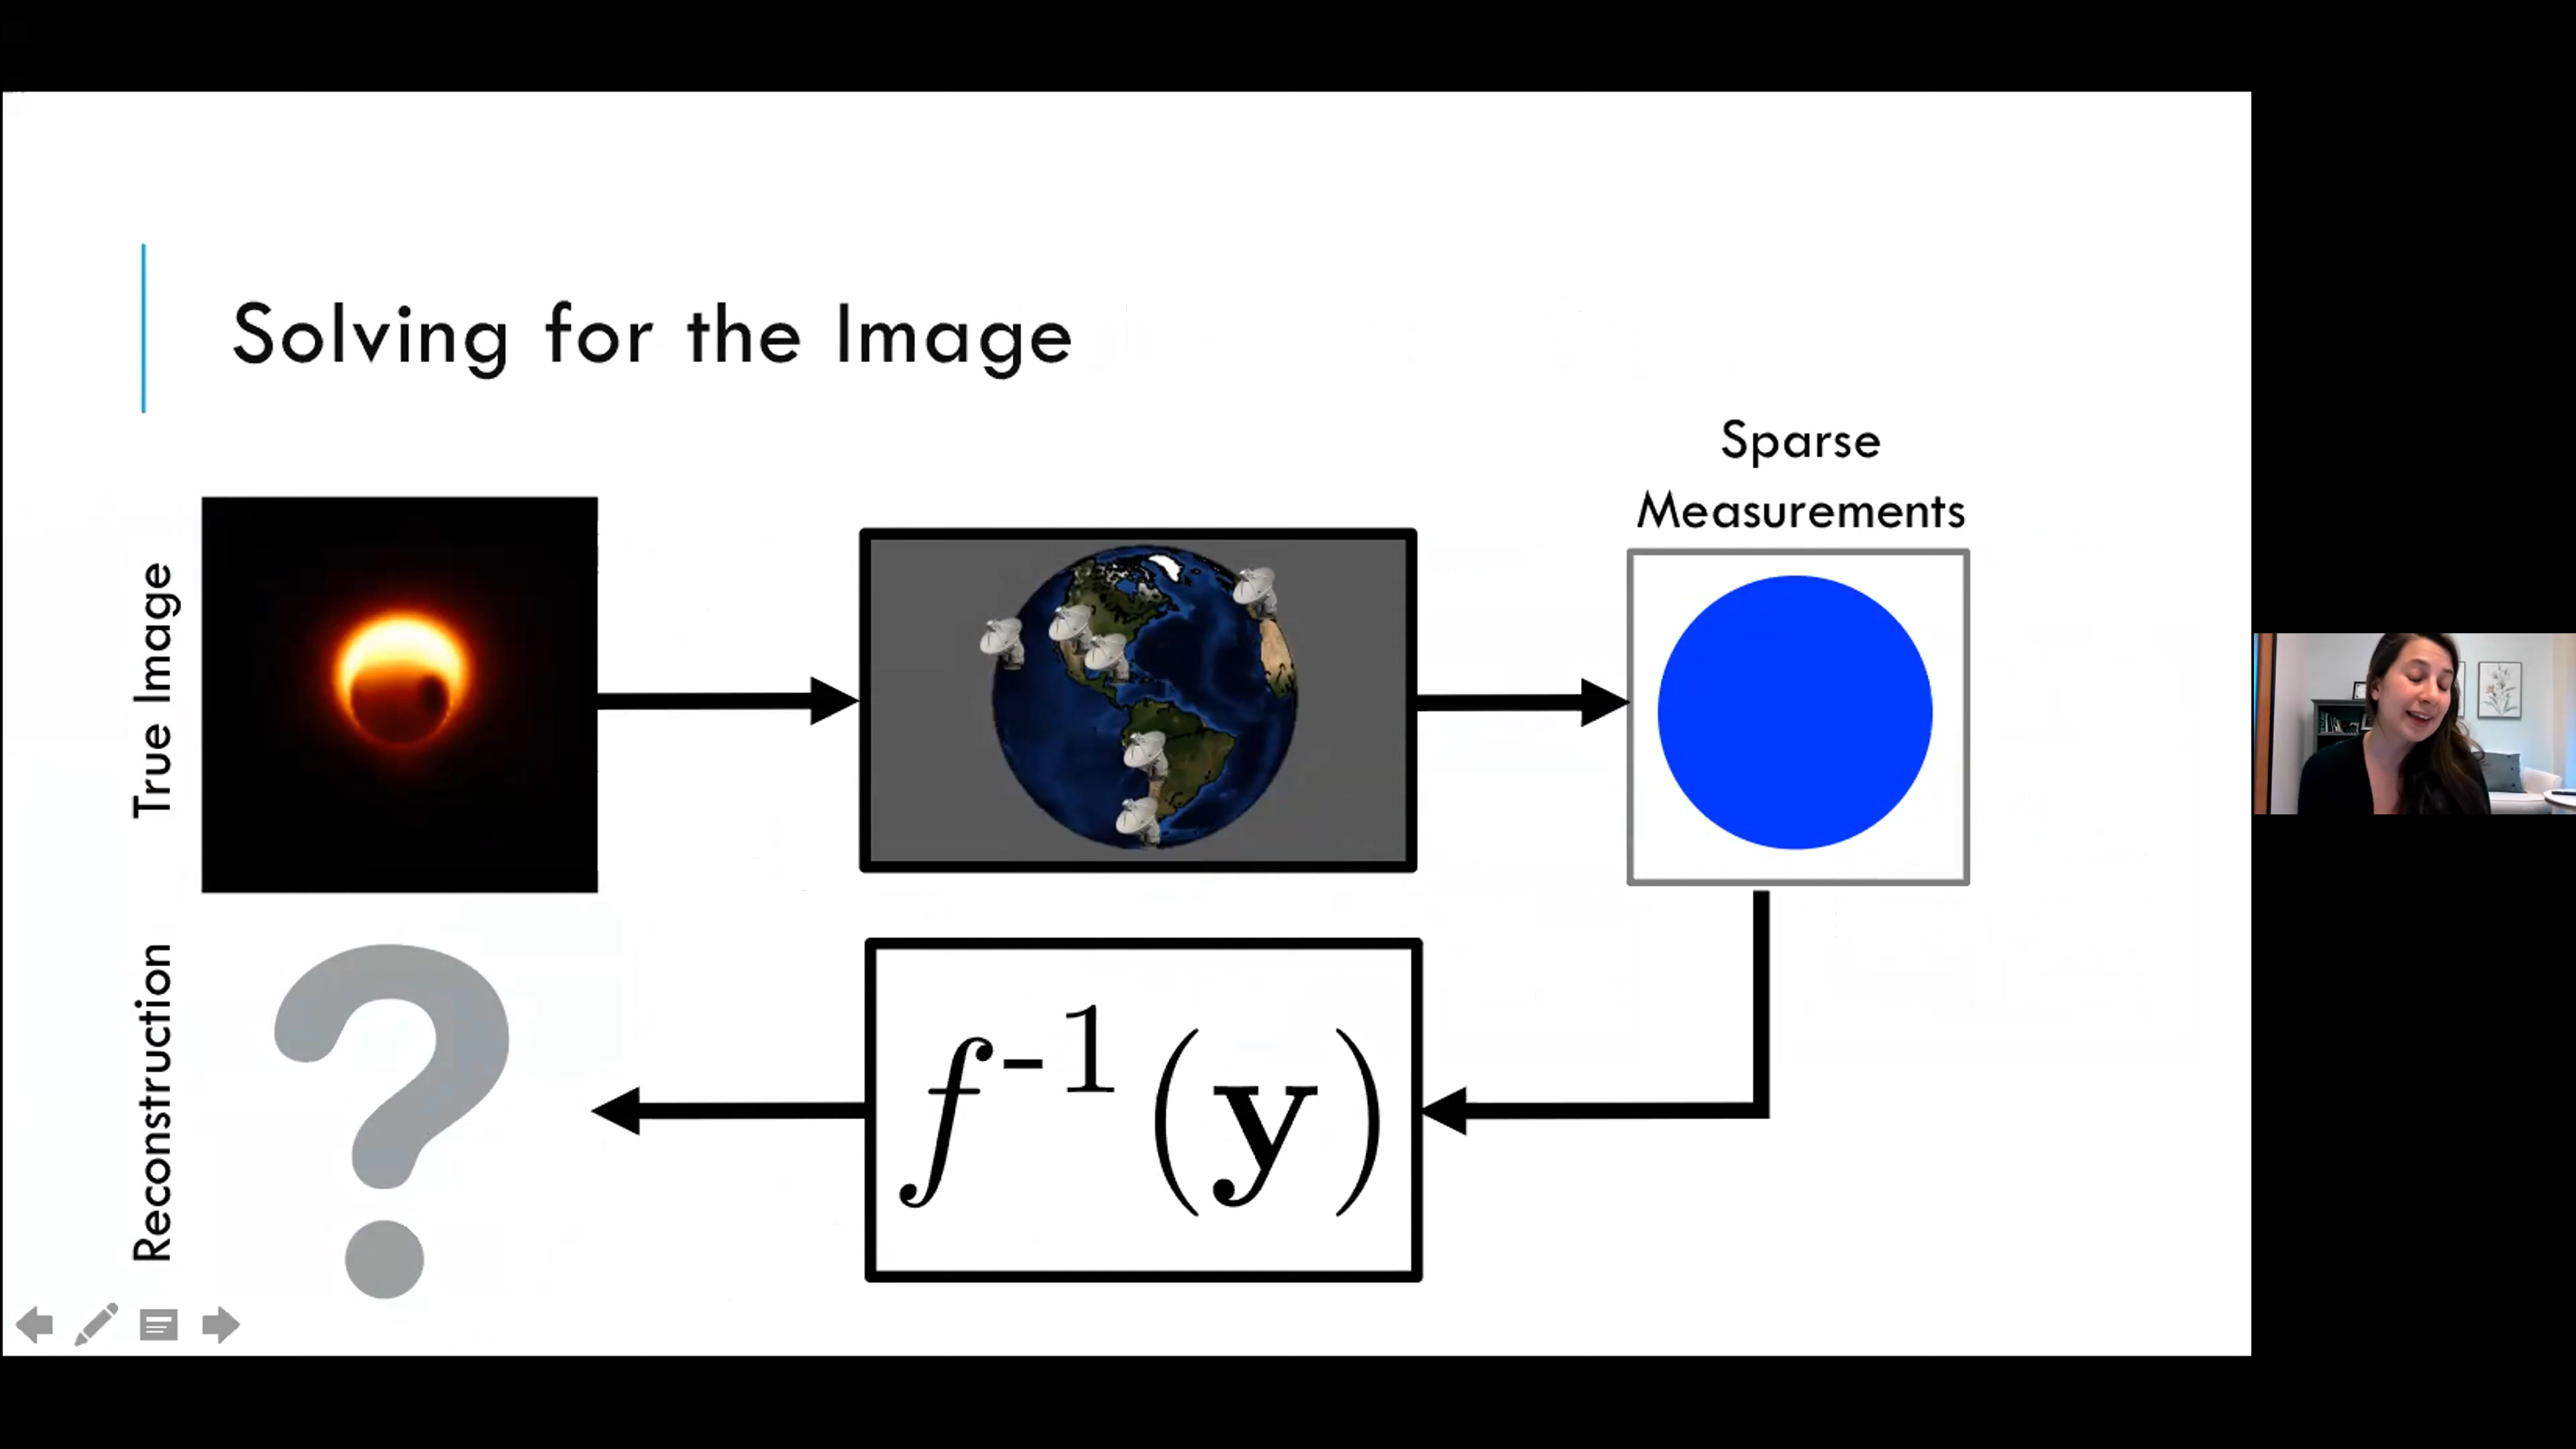 Solving for the Image
Sparse
Measurements
True Image
Reconstruction
f⁻¹(y)
?